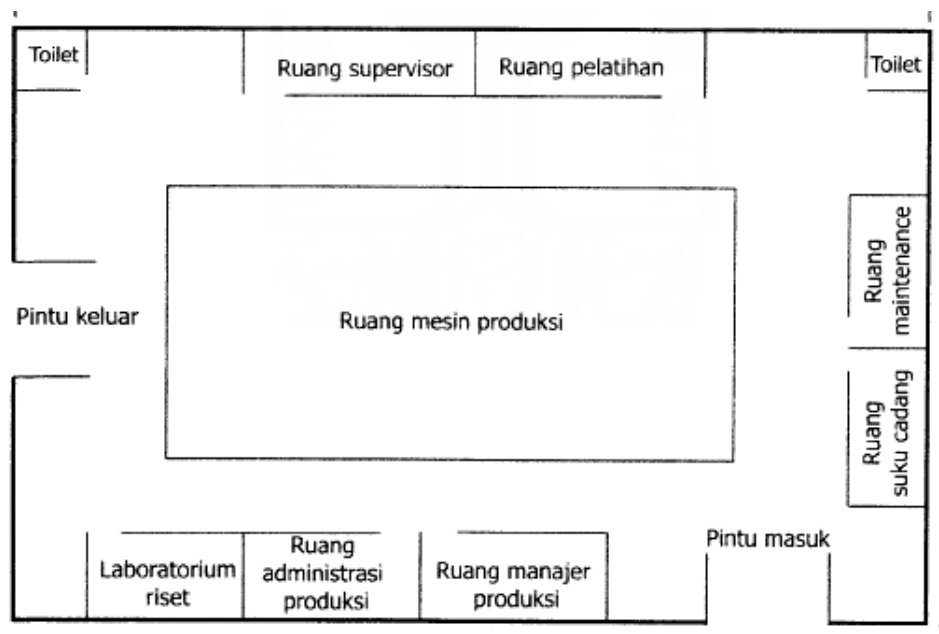 Toilet
Ruang supervisor
Ruang pelatihan
Toilet
Ruang
maintenance
Pintu keluar
Ruang mesin produksi
Ruang
suku cadang
Pintu masuk
Laboratorium
riset
Ruang
administrasi
produksi
Ruang manajer
produksi